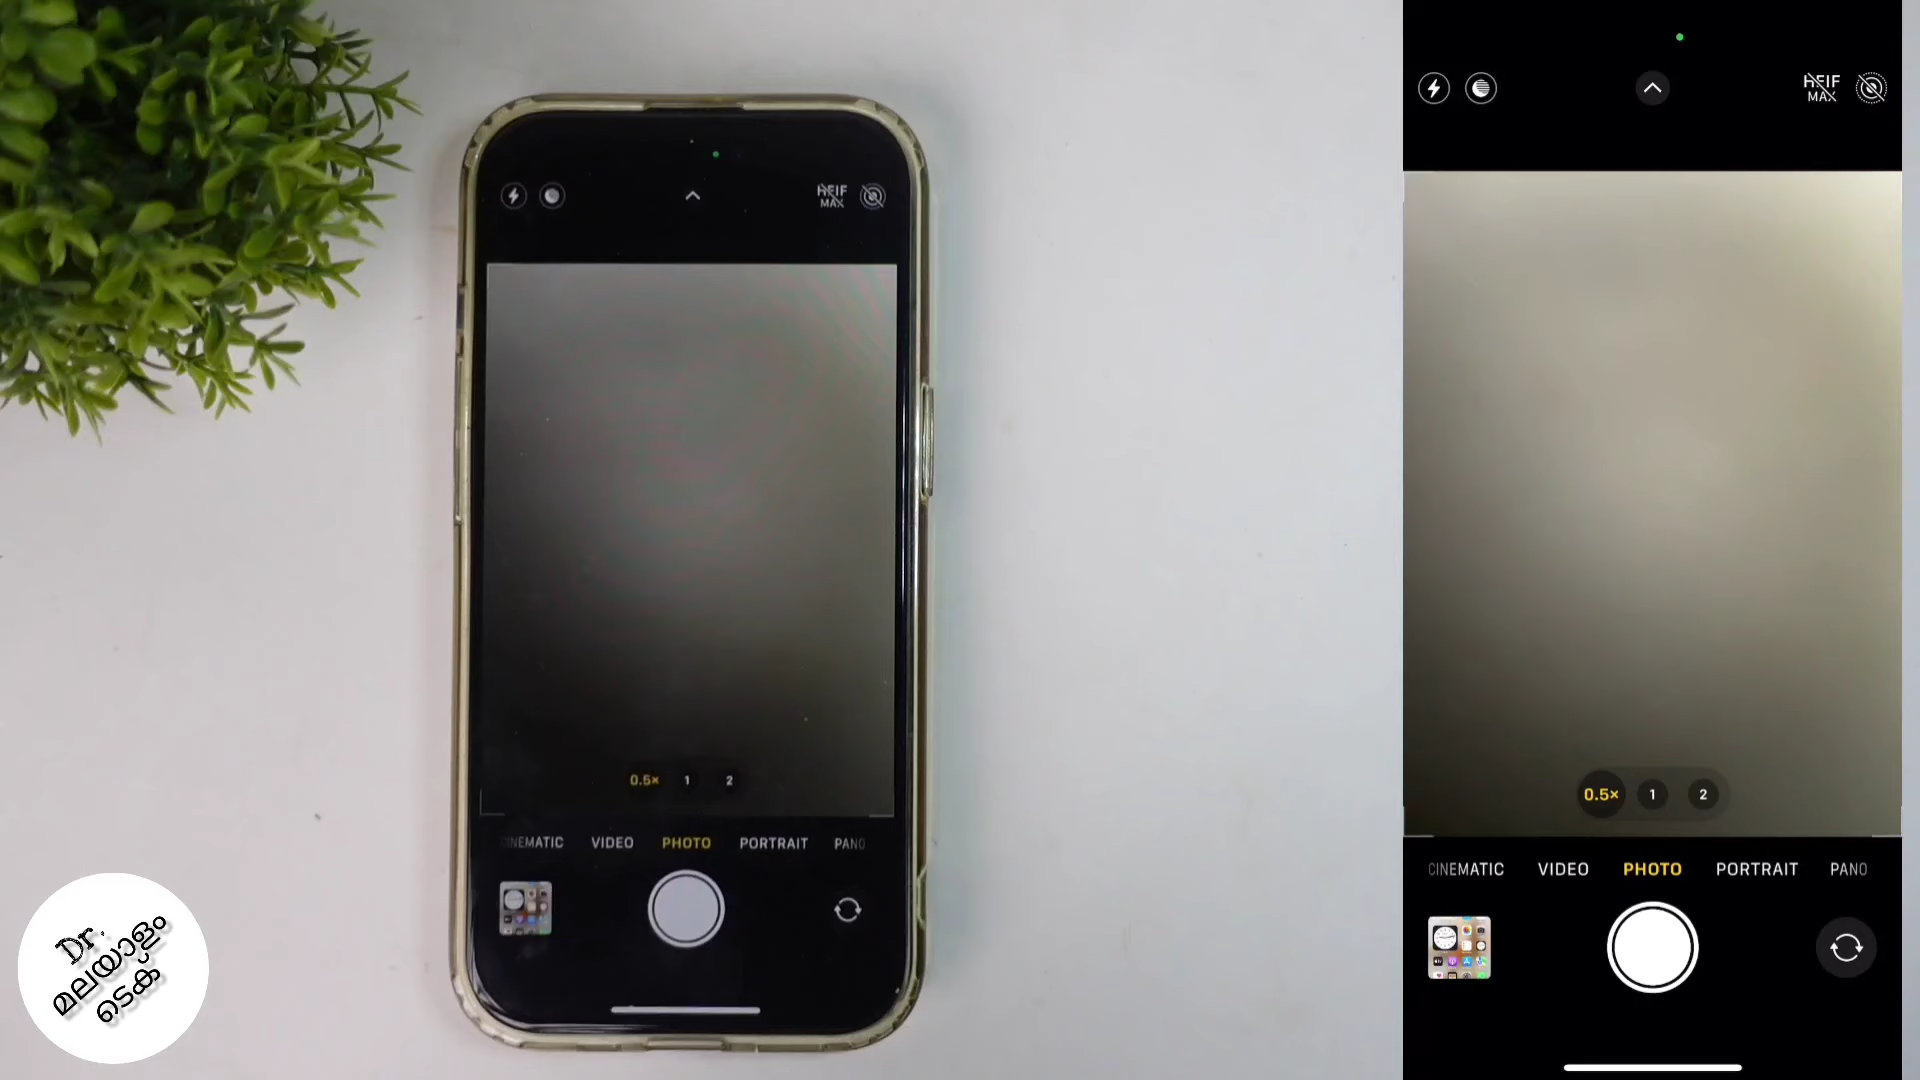 HEIF
MAX
0.5× 1 2
CINEMATIC VIDEO PHOTO PORTRAIT PANO
HEIF
MAX
0.5× 1 2
CINEMATIC VIDEO PHOTO PORTRAIT PANO
Dr.
മലയാളം
ടെക്